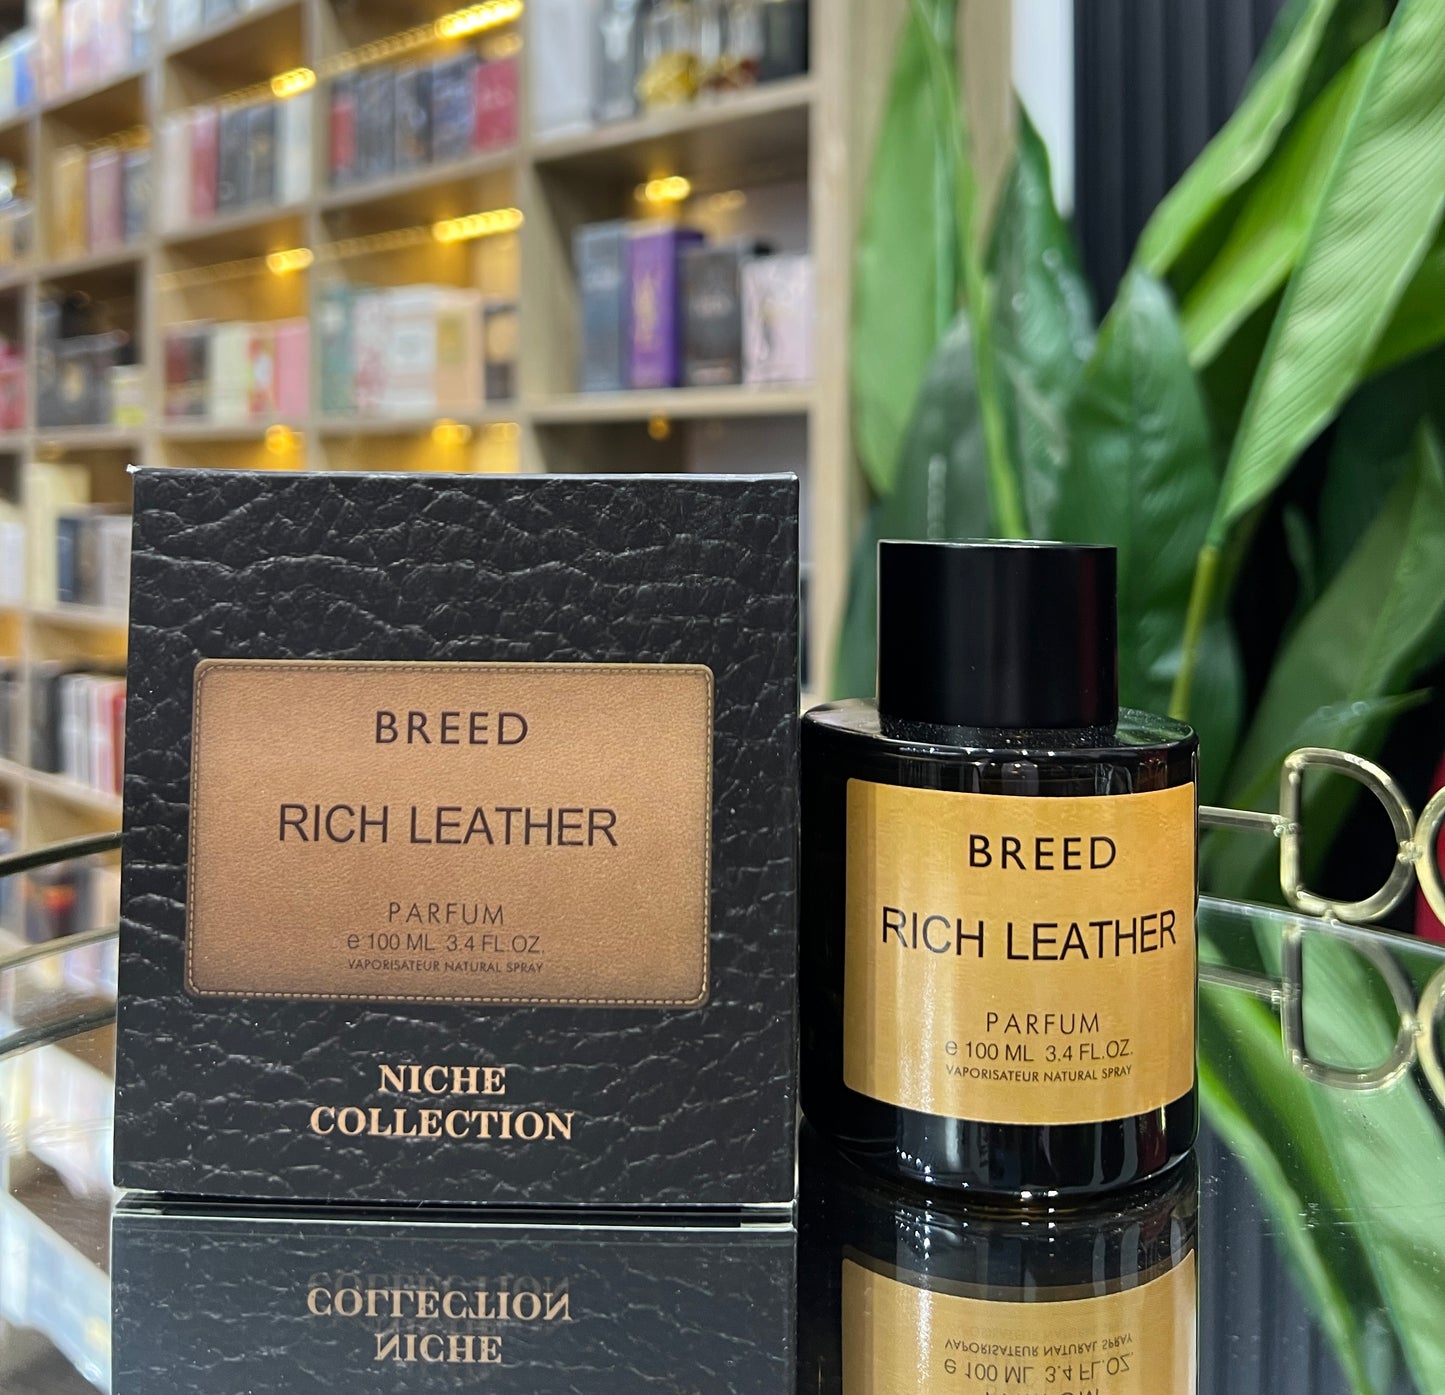 BREED
RICH LEATHER
PARFUM
e 100 ML 3.4 FL.OZ.
VAPORISATEUR NATURAL SPRAY
NICHE
COLLECTION
BREED
RICH LEATHER
PARFUM
e 100 ML 3.4 FL.OZ.
VAPORISATEUR NATURAL SPRAY